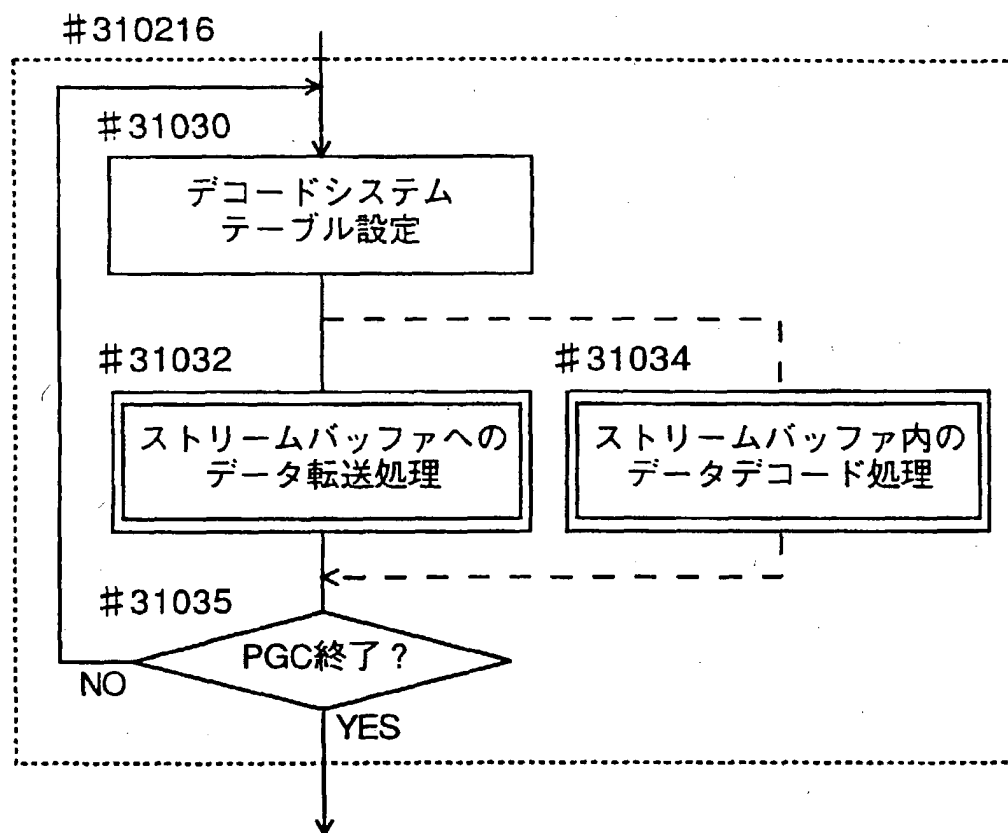 #310216
#31030
デコードシステム
テーブル設定
#31032
#31034
ストリームバッファへの
データ転送処理
ストリームバッファ内の
データデコード処理
#31035
PGC終了?
NO
YES